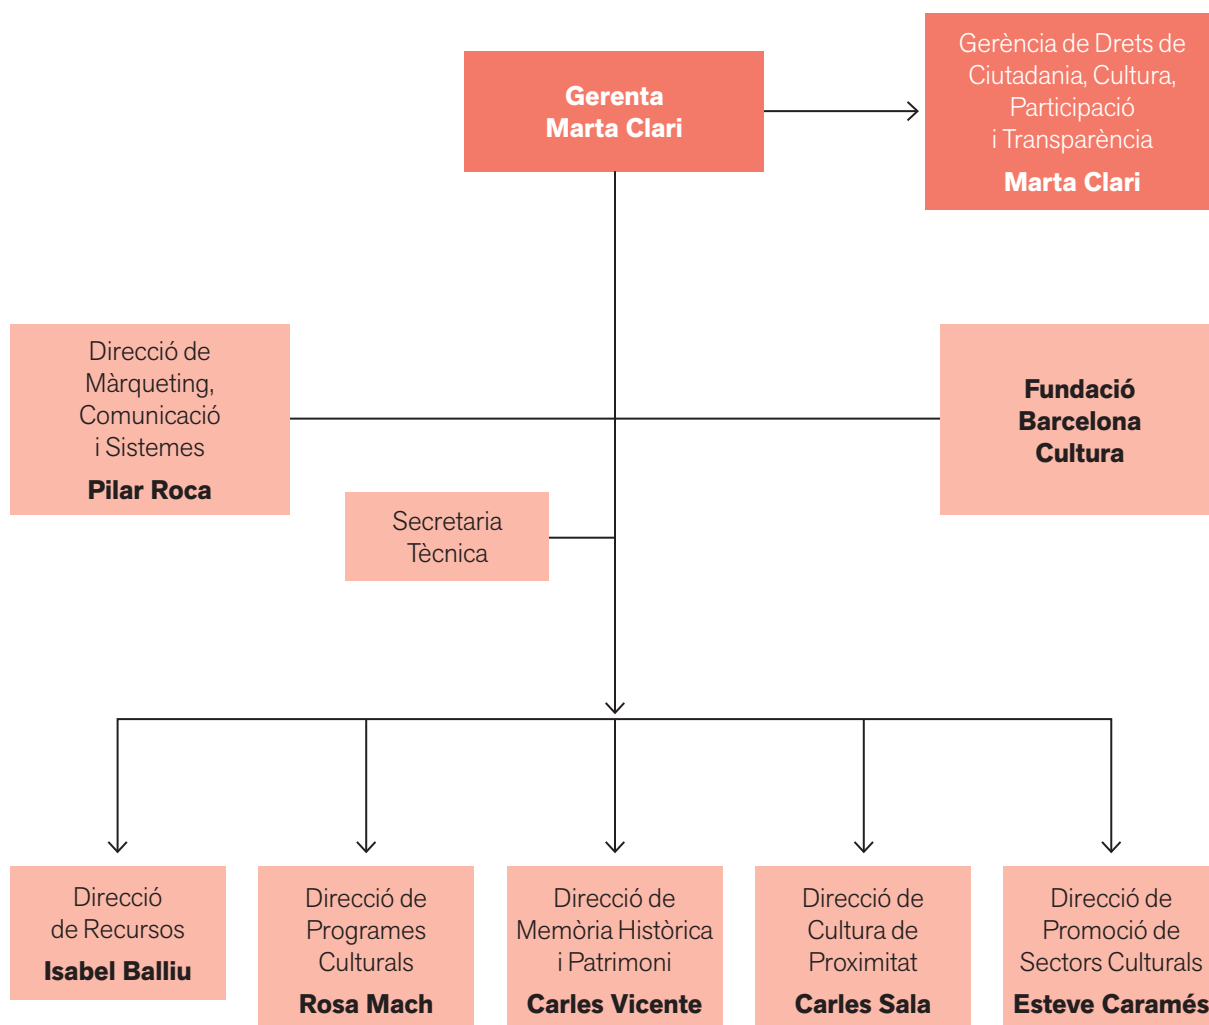 Gerenta
Marta Clari
Gerència de Drets de
Ciutadania, Cultura,
Participació
i Transparència
Marta Clari
Direcció de
Màrqueting,
Comunicació
i Sistemes
Pilar Roca
Fundació
Barcelona
Cultura
Secretaria
Tècnica
Direcció
de Recursos
Isabel Balliu
Direcció de
Programes
Culturals
Rosa Mach
Direcció de
Memòria Històrica
i Patrimoni
Carles Vicente
Direcció de
Cultura de
Proximitat
Carles Sala
Direcció de
Promoció de
Sectors Culturals
Esteve Caramés